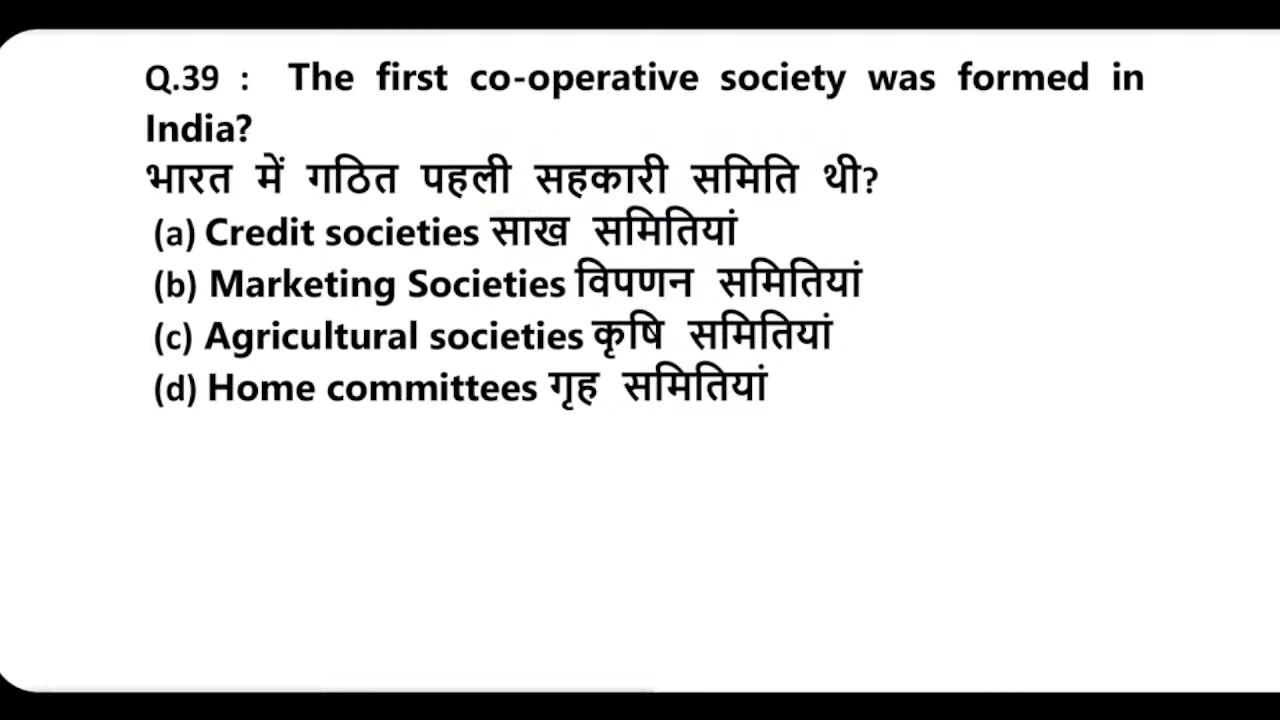 Q.39 : The first co-operative society was formed in
India?
भारत में गठित पहली सहकारी समिति थी?
(a) Credit societies साख समितियां
(b) Marketing Societies विपणन समितियां
(c) Agricultural societies कृषि समितियां
(d) Home committees गृह समितियां